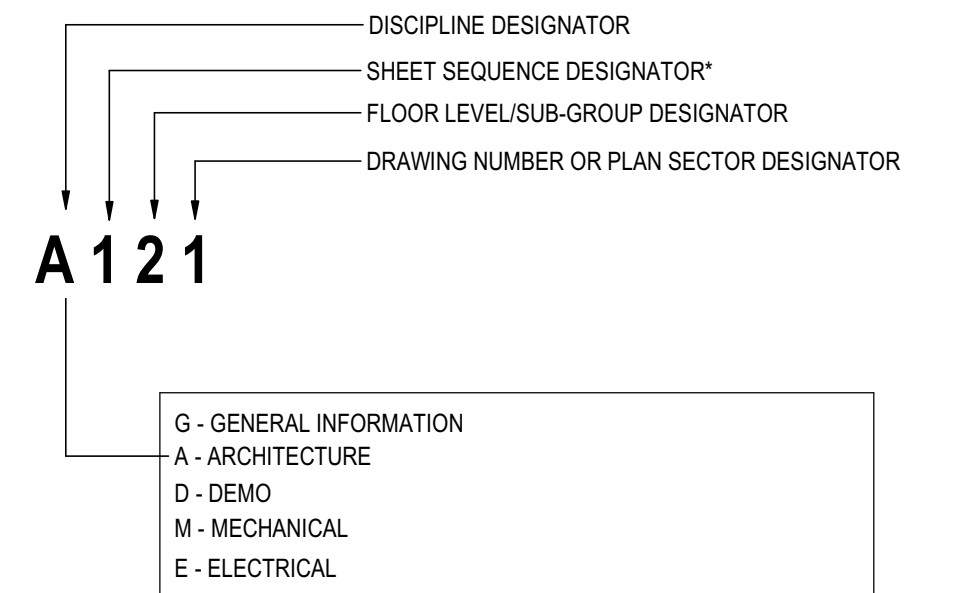 DISCIPLINE DESIGNATOR
SHEET SEQUENCE DESIGNATOR*
FLOOR LEVEL/SUB-GROUP DESIGNATOR
DRAWING NUMBER OR PLAN SECTOR DESIGNATOR
A 1 2 1
G - GENERAL INFORMATION
A - ARCHITECTURE
D - DEMO
M - MECHANICAL
E - ELECTRICAL